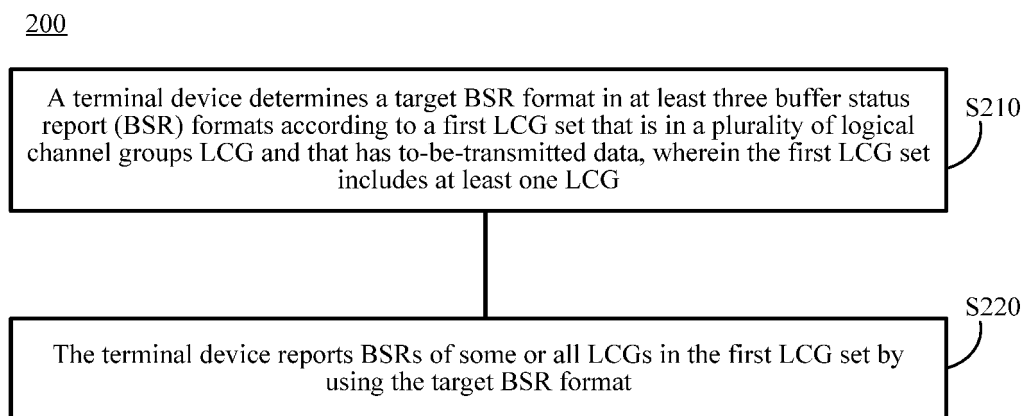 200
A terminal device determines a target BSR format in at least three buffer status
report (BSR) formats according to a first LCG set that is in a plurality of logical
channel groups LCG and that has to-be-transmitted data, wherein the first LCG set
includes at least one LCG
S210
The terminal device reports BSRs of some or all LCGs in the first LCG set by
using the target BSR format
S220